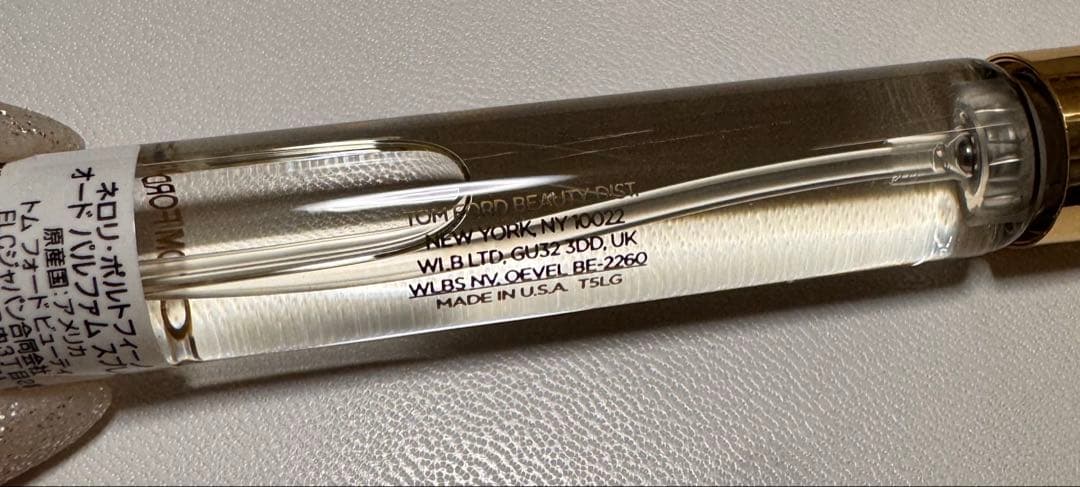 TOM FORD BEAUTY DIST.
NEW YORK, NY 10022
WLB LTD, GU32 3DD, UK
WLBS NV. OEVEL BE-2260
MADE IN U.S.A. T5LG
ネロリ・ポルトフィーノ
オード パルファム スプレ
原産国:アメリカ
トム フォード ビューティ
ELCジャパン合同会社
TOM FORD